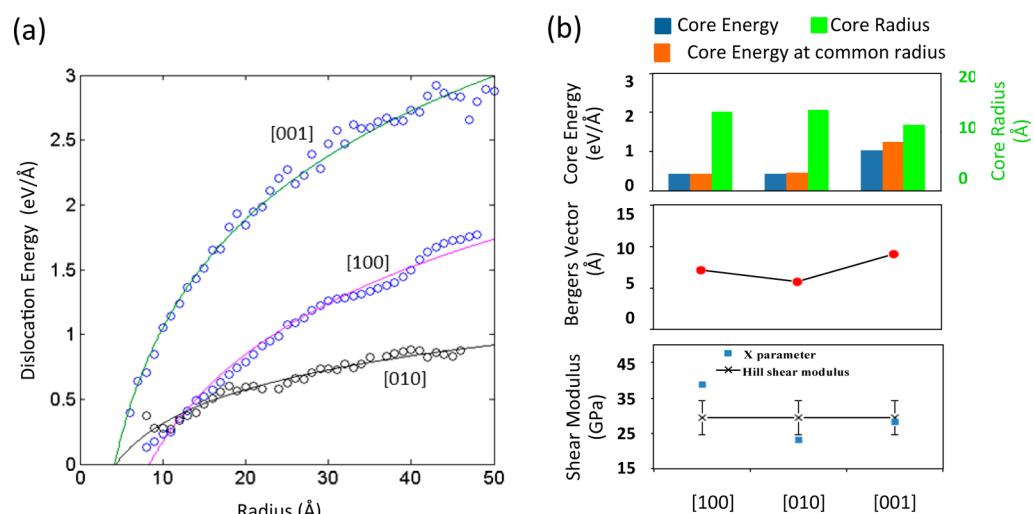 (a)
Dislocation Energy (eV/Å)
3
2.5
2
1.5
1
0.5
0
[001]
[100]
[010]
0 10 20 30 40 50
Radius (Å)
(b)
Core Energy Core Radius
Core Energy at common radius
Core Energy
(eV/Å)
3
2
1
0
20
10
0
Core Radius
(Å)
Bergers Vector
(Å)
15
10
5
0
Shear Modulus
(GPa)
45
35
25
15
X parameter
Hill shear modulus
[100] [010] [001]